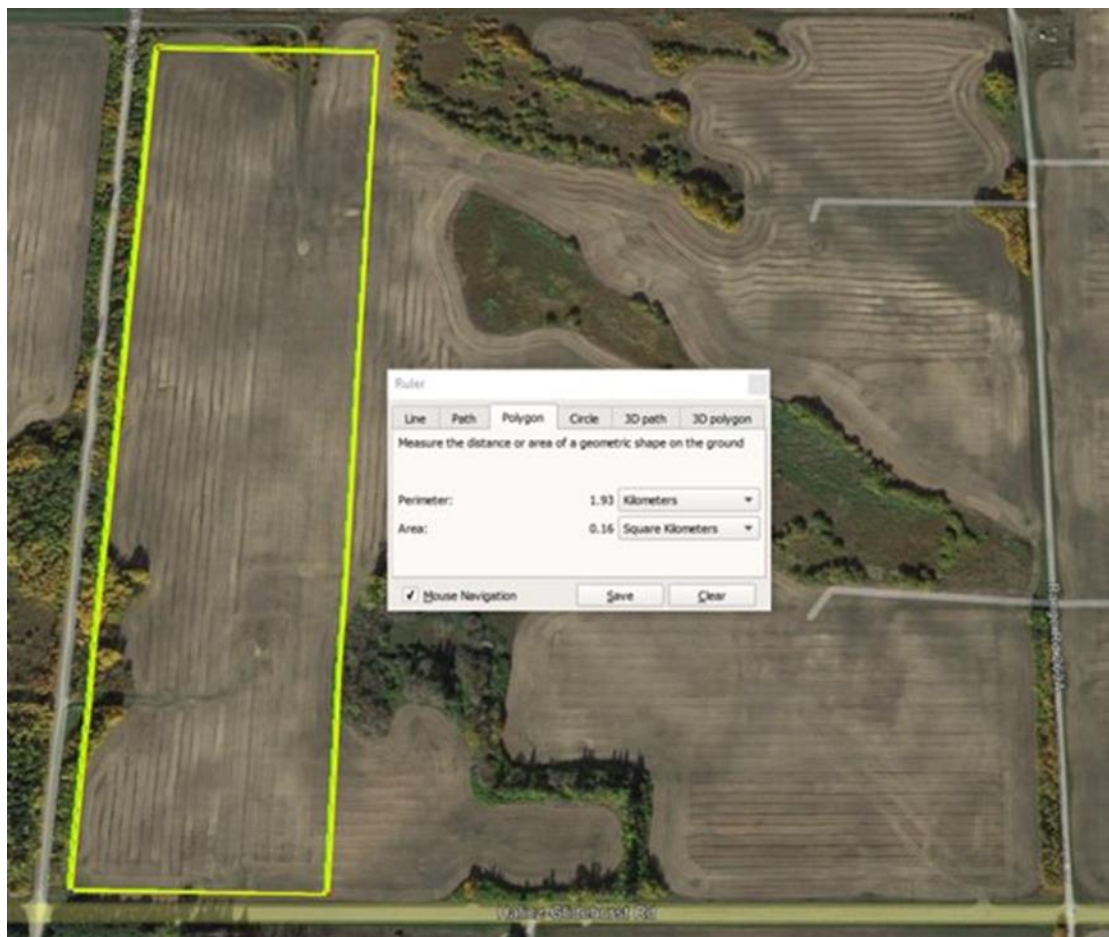 Ruler
Line Path Polygon Circle 3D path 3D polygon
Measure the distance or area of a geometric shape on the ground
Perimeter: 1.93 Kilometers
Area: 0.16 Square Kilometers
Mouse Navigation Save Clear
Rd